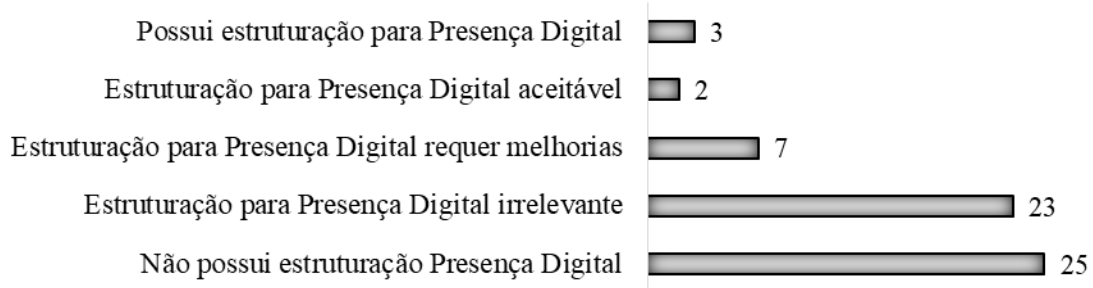 Possui estruturação para Presença Digital 3
Estruturação para Presença Digital aceitável 2
Estruturação para Presença Digital requer melhorias 7
Estruturação para Presença Digital irrelevante 23
Não possui estruturação Presença Digital 25